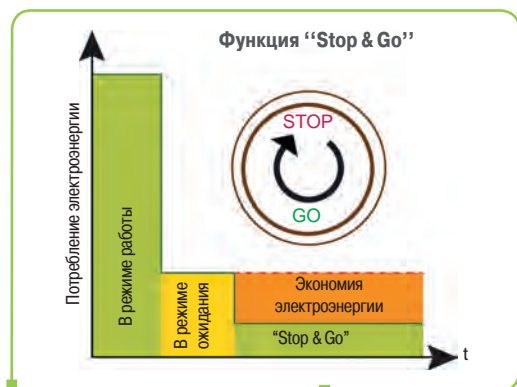 Функция “Stop & Go”
Потребление электроэнергии
STOP
GO
В режиме работы
В режиме
ожидания
Экономия
электроэнергии
“Stop & Go”
t